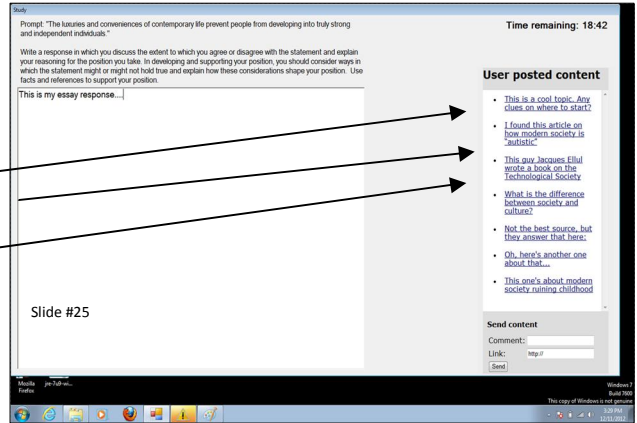 Study
Prompt: "The luxuries and conveniences of contemporary life prevent people from developing into truly strong
and independent individuals."
Write a response in which you discuss the extent to which you agree or disagree with the statement and explain
your reasoning for the position you take. In developing and supporting your position, you should consider ways in
which the statement might or might not hold true and explain how these considerations shape your position. Use
facts and references to support your position.
This is my essay response....
Slide #25
Time remaining: 18:42
User posted content
This is a cool topic. Any
clues on where to start?
I found this article on
how modern society is
"autistic"
This guy Jacques Ellul
wrote a book on the
Technological Society
What is the difference
between society and
culture?
Not the best source, but
they answer that here:
Oh, here's another one
about that...
This one's about modern
society ruining childhood
Send content
Comment:
Link: http://
Send
Mozilla
Firefox
jre-7u9-wi...
Windows 7
Build 7600
This copy of Windows is not genuine
3:29 PM
12/11/2012